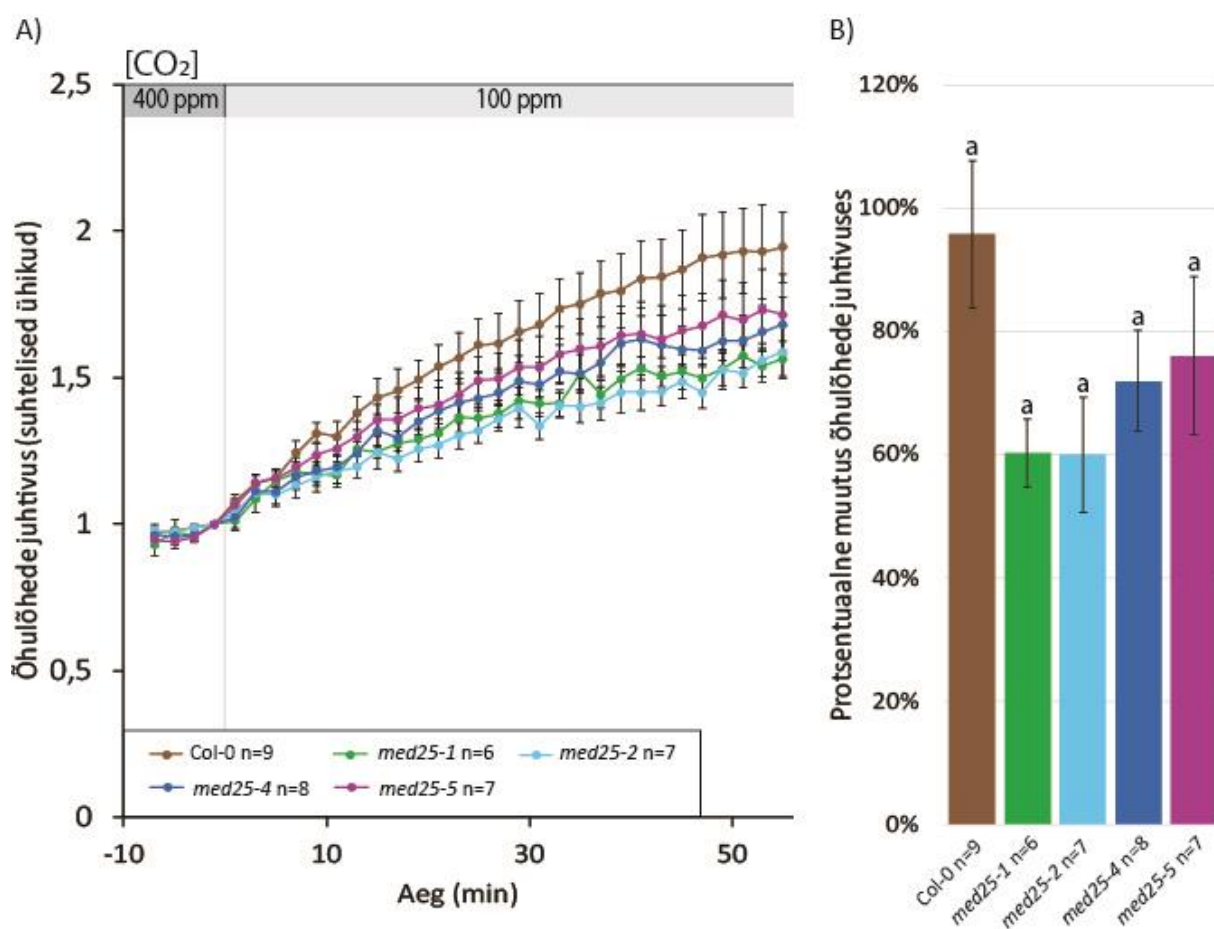 A)
[CO₂]
400 ppm
100 ppm
2,5
2
1,5
1
0,5
0
Õhulõhede juhtivus (suhtelised ühikud)
Col-0 n=9
med25-1 n=6
med25-2 n=7
med25-4 n=8
med25-5 n=7
-10
10
30
50
Aeg (min)
B)
120%
100%
80%
60%
40%
20%
0%
Protsentuaalne mutus õhulõhede juhtivuses
a
a
a
a
a
Col-0 n=9
med25-1 n=6
med25-2 n=7
med25-4 n=8
med25-5 n=7